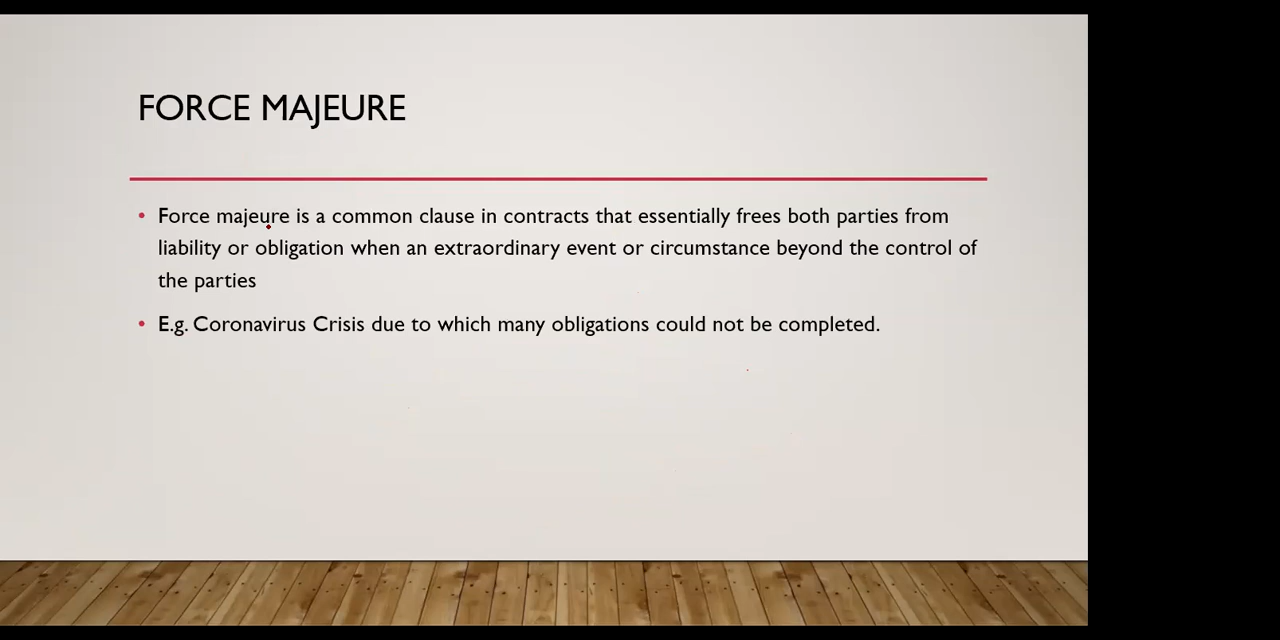 FORCE MAJEURE
• Force majeure is a common clause in contracts that essentially frees both parties from
liability or obligation when an extraordinary event or circumstance beyond the control of
the parties
• E.g. Coronavirus Crisis due to which many obligations could not be completed.